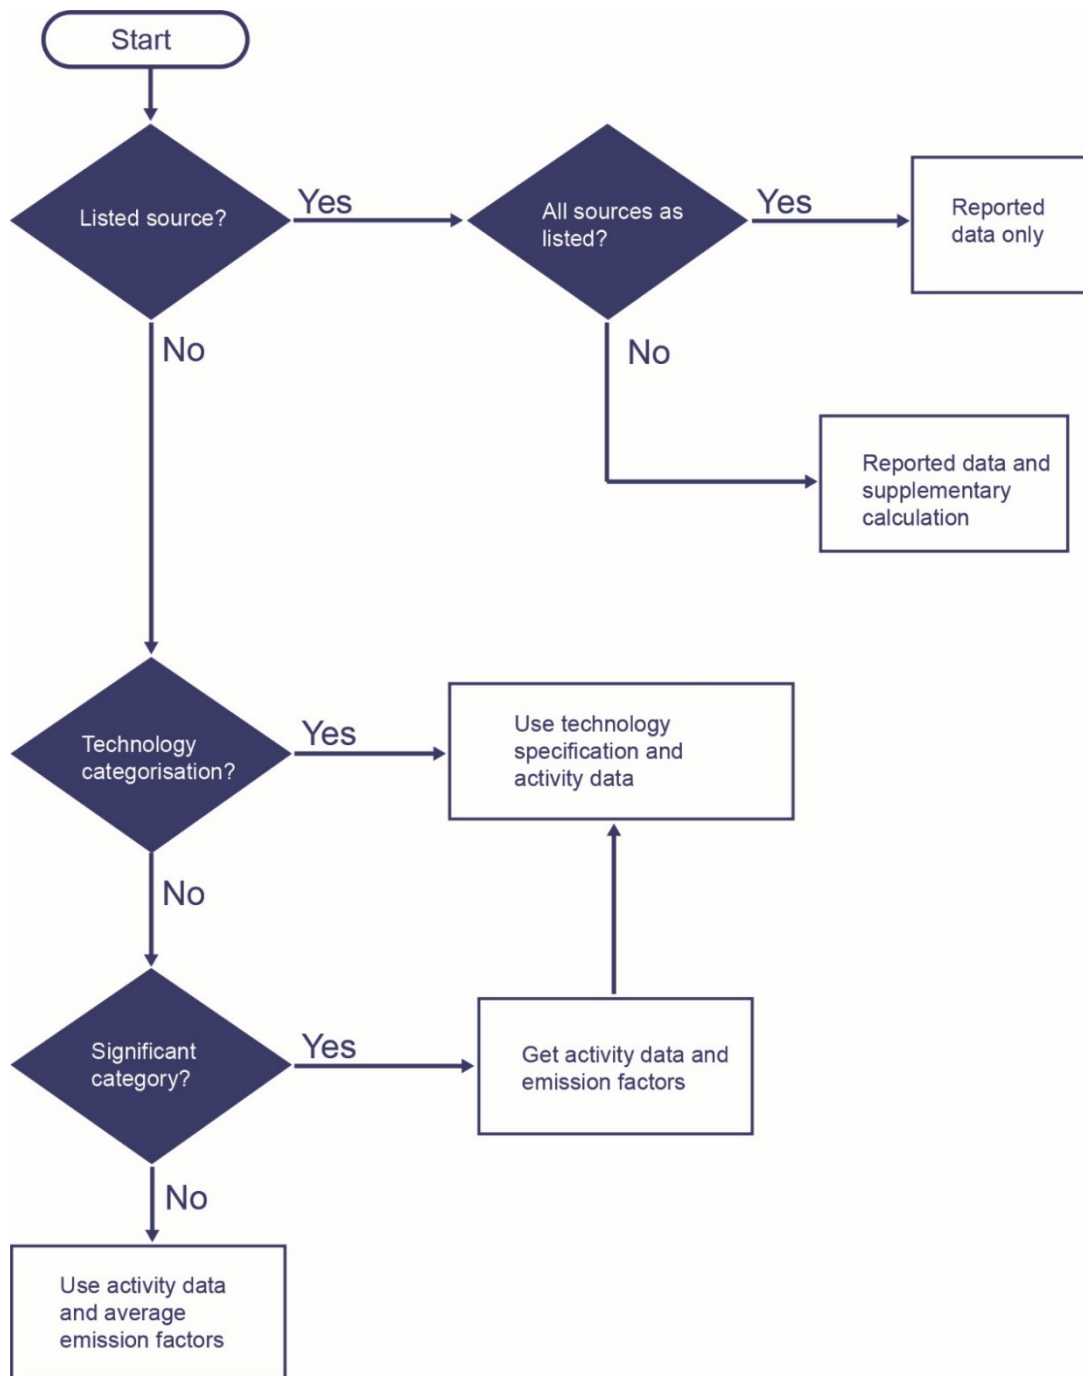 Start
Listed source?
Yes
All sources as
listed?
Yes
Reported
data only
No
No
Reported data and
supplementary
calculation
Technology
categorisation?
Yes
Use technology
specification and
activity data
No
Significant
category?
Yes
Get activity data and
emission factors
No
Use activity data
and average
emission factors